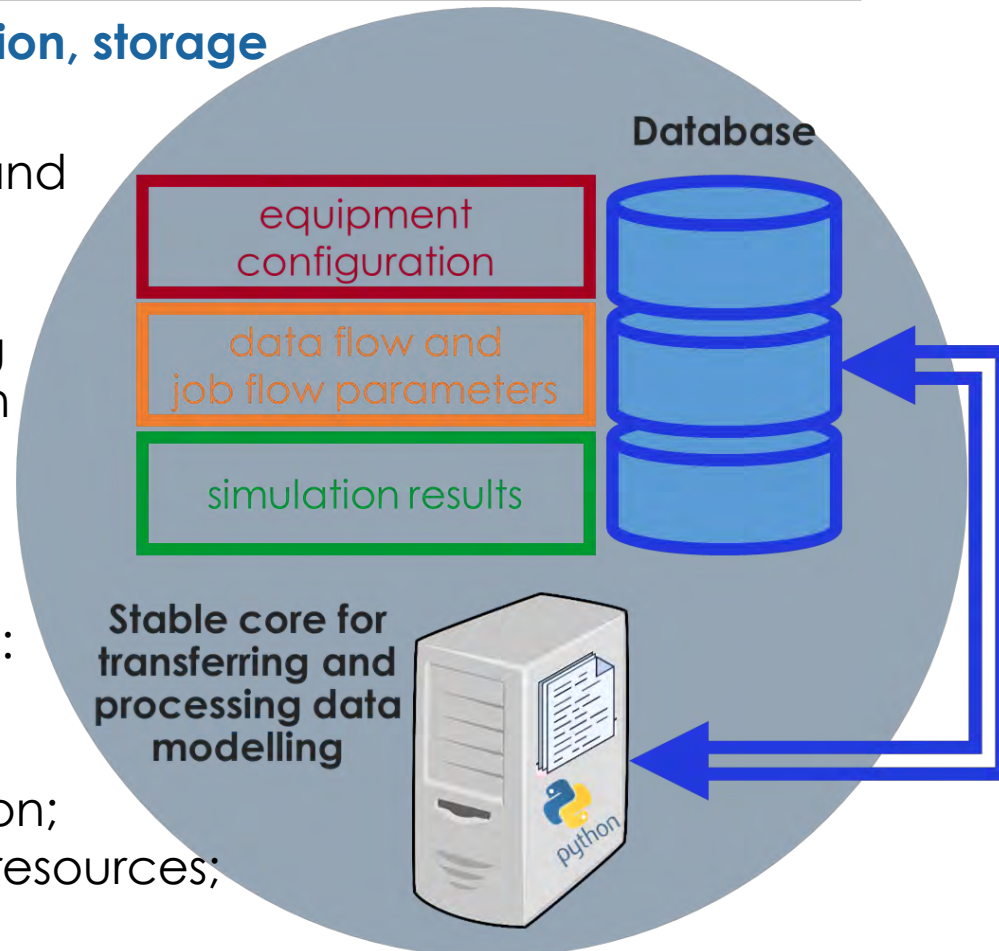 ion, storage
and
g
n
:
on;
resources;
Database
equipment
configuration
data flow and
job flow parameters
simulation results
Stable core for
transferring and
processing data
modelling
python